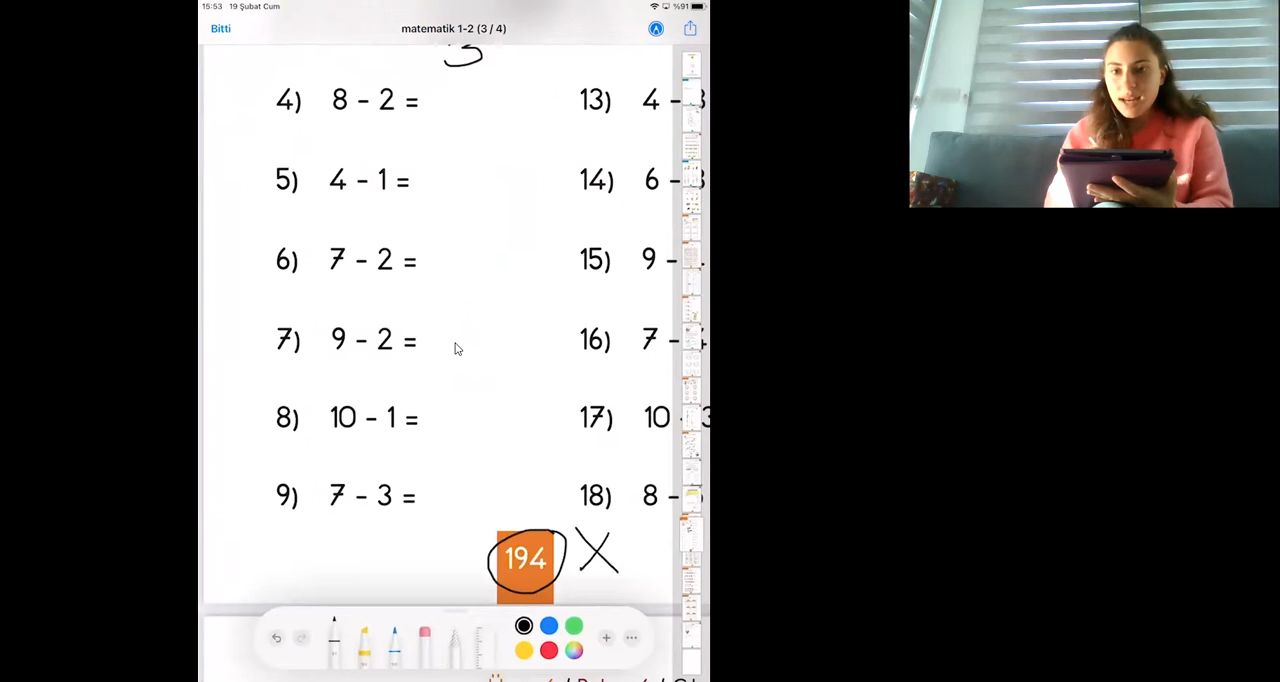 15:53 19 Şubat Cum %91
Bitti matematik 1-2 (3 / 4)
3
4) 8 - 2 =
13) 4 -
5) 4 - 1 =
14) 6 -
6) 7 - 2 =
15) 9 -
7) 9 - 2 =
16) 7 -
8) 10 - 1 =
17) 10 - 3
9) 7 - 3 =
18) 8 -
194 X